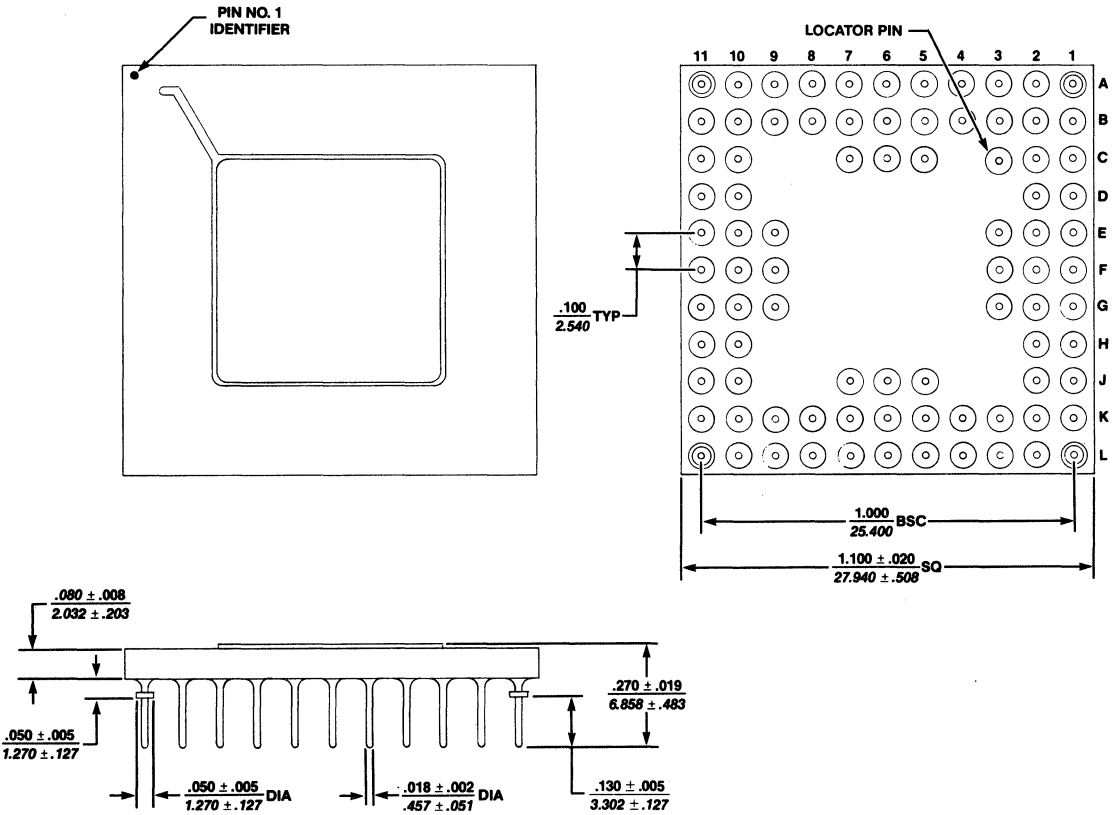 PIN NO. 1
IDENTIFIER
LOCATOR PIN
11 10 9 8 7 6 5 4 3 2 1
A
B
C
D
E
F
G
H
J
K
L
.100
2.540
TYP
1.000
25.400
BSC
1.100 ± .020
27.940 ± .508
SQ
.080 ± .008
2.032 ± .203
.270 ± .019
6.858 ± .483
.050 ± .005
1.270 ± .127
.050 ± .005
1.270 ± .127
DIA
.018 ± .002
.457 ± .051
DIA
.130 ± .005
3.302 ± .127